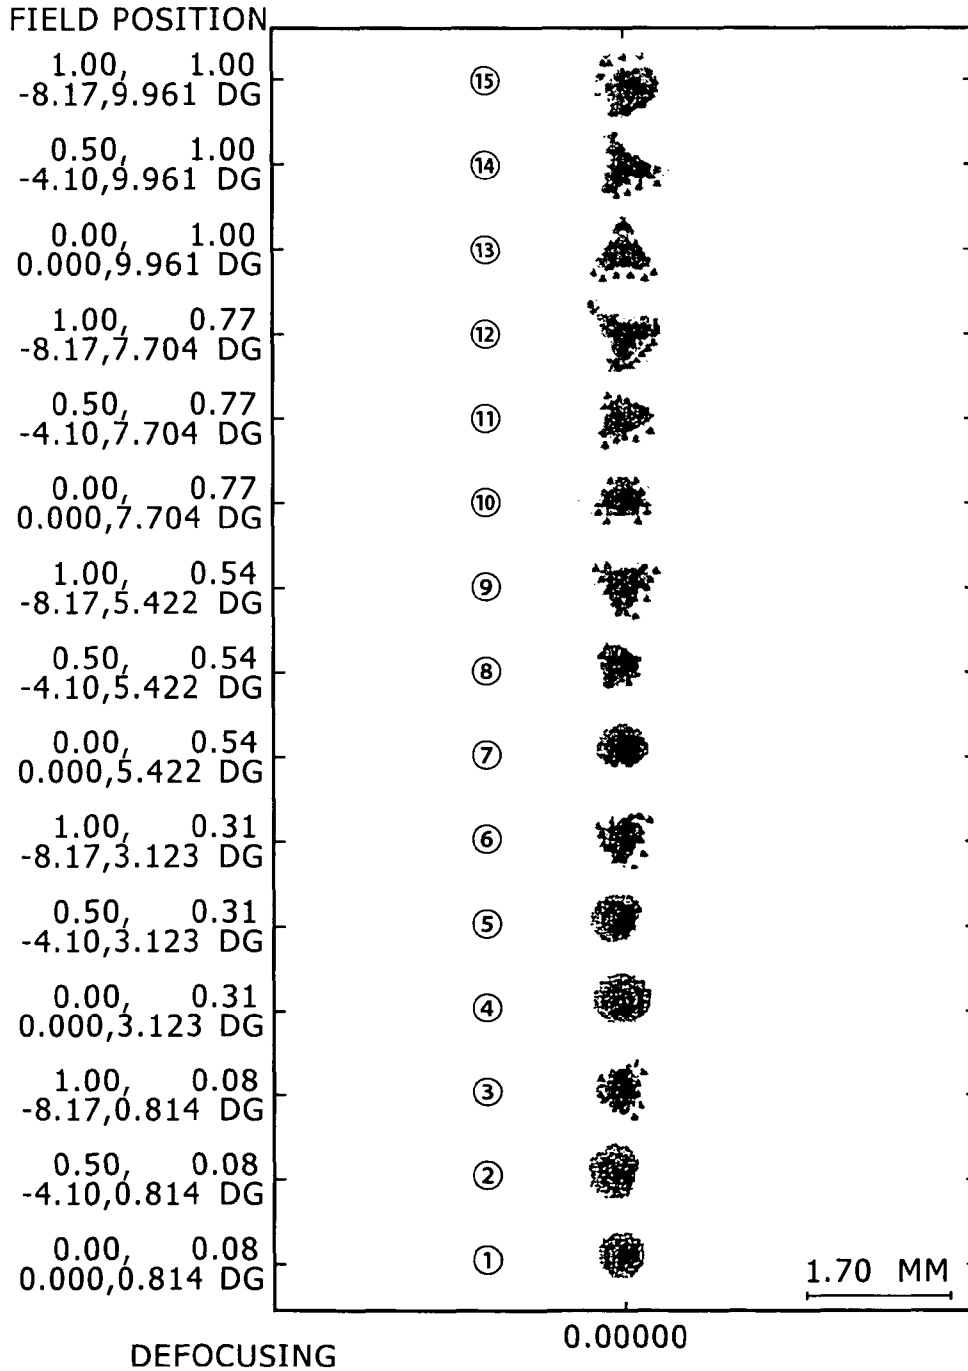 FIELD POSITION
1.00, 1.00
-8.17,9.961 DG
⑮
0.50, 1.00
-4.10,9.961 DG
⑭
0.00, 1.00
0.000,9.961 DG
⑬
1.00, 0.77
-8.17,7.704 DG
⑫
0.50, 0.77
-4.10,7.704 DG
⑪
0.00, 0.77
0.000,7.704 DG
⑩
1.00, 0.54
-8.17,5.422 DG
⑨
0.50, 0.54
-4.10,5.422 DG
⑧
0.00, 0.54
0.000,5.422 DG
⑦
1.00, 0.31
-8.17,3.123 DG
⑥
0.50, 0.31
-4.10,3.123 DG
⑤
0.00, 0.31
0.000,3.123 DG
④
1.00, 0.08
-8.17,0.814 DG
③
0.50, 0.08
-4.10,0.814 DG
②
0.00, 0.08
0.000,0.814 DG
①
1.70 MM
0.00000
DEFOCUSING